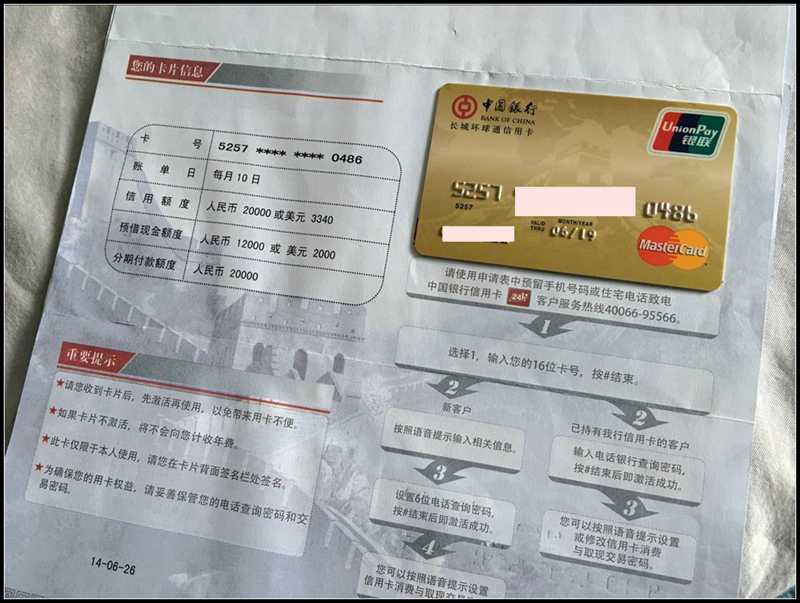 您的卡片信息
卡 号 5257 **** **** 0486
账单日 每月10日
信用额度 人民币 20000 或美元 3340
预借现金额度 人民币 12000 或 美元 2000
分期付款额度 人民币 20000
中国银行
BANK OF CHINA
长城环球通信用卡
UnionPay
银联
5257 0486
5257
VALID THRU
MONTH/YEAR
06/19
MasterCard
请使用申请表中预留手机号码或住宅电话致电
中国银行信用卡 24h 客户服务热线40066-95566。
1
选择1，输入您的16位卡号，按#结束。
2
新客户
按照语音提示输入相关信息。
3
设置6位电话查询密码，
按#结束后即激活成功。
4
您可以按照语音提示设置
信用卡消费与取现交易密码。
2
已持有我行信用卡的客户
输入电话银行查询密码，
按#结束后即激活成功。
3
您可以按照语音提示设置
或修改信用卡消费
与取现交易密码。
重要提示
★请您收到卡片后，先激活再使用，以免带来用卡不便。
★如果卡片不激活，将不会向您计收年费。
★此卡仅限于本人使用，请您在卡片背面签名栏处签名。
★为确保您的用卡权益，请妥善保管您的电话查询密码和交
易密码。
14-06-26